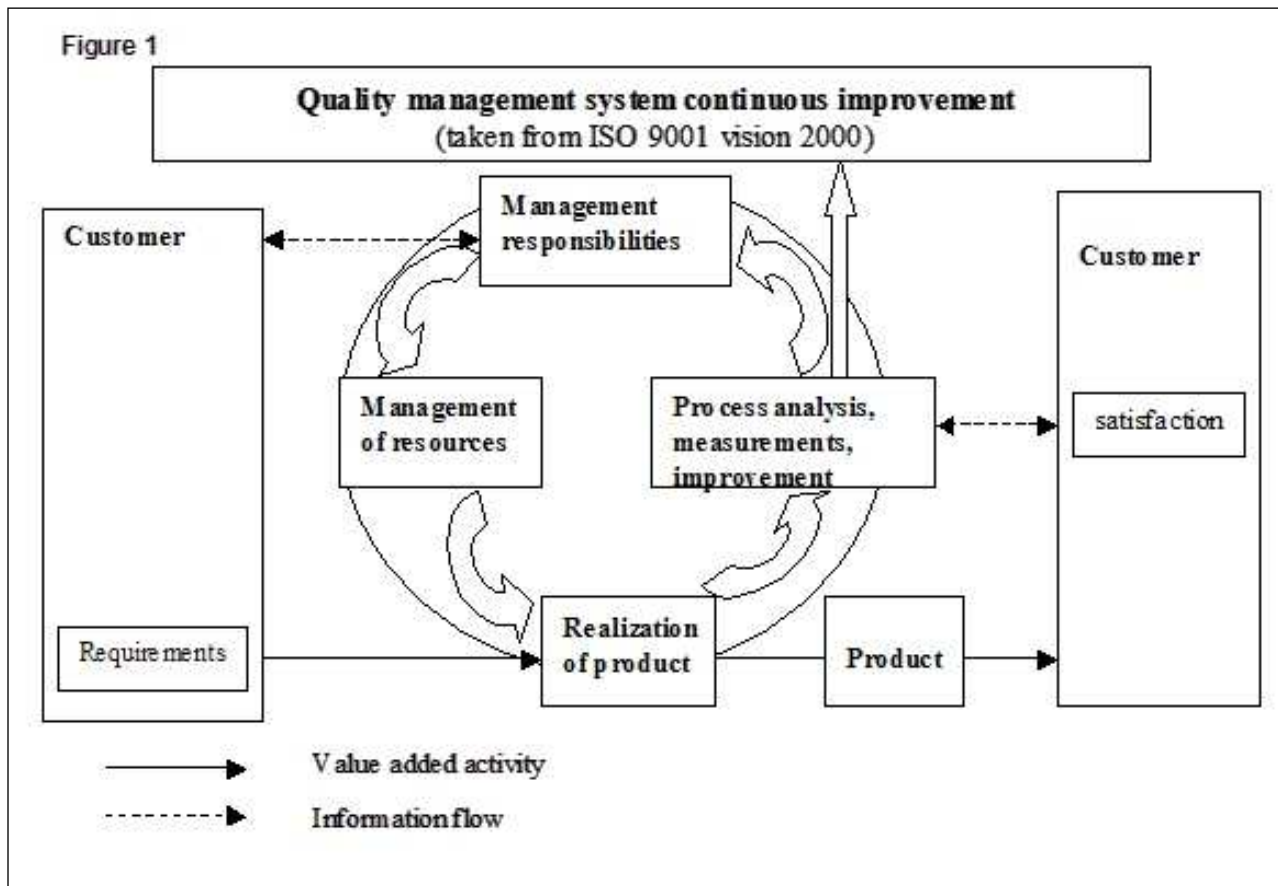 Figure 1
Quality management system continuous improvement
(taken from ISO 9001 vision 2000)
Customer
Management
responsibilities
Customer
Management
of resources
Process analysis,
measurements,
improvement
satisfaction
Requirements
Realization
of product
Product
Value added activity
Information flow